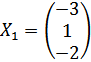 X₁ = (−3
1
−2)